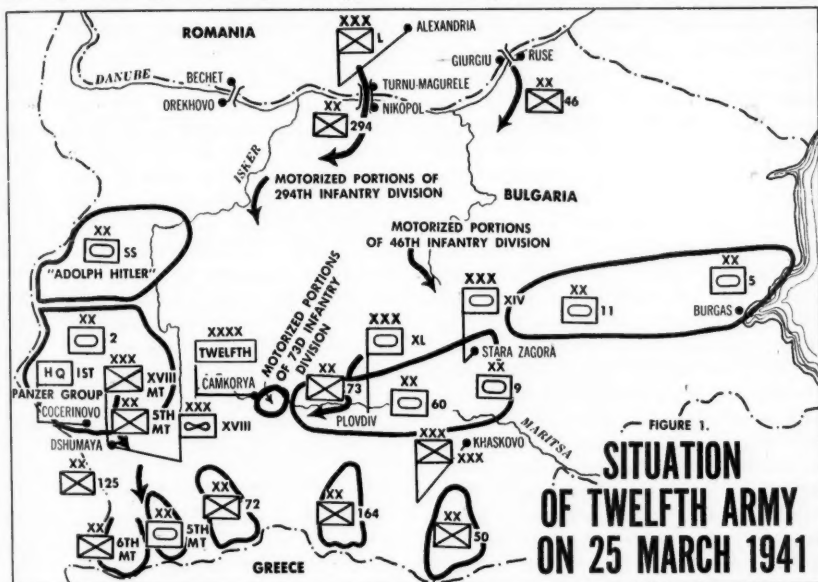 ROMANIA
XXX
L
ALEXANDRIA
GIURGIU
RUSE
DANUBE
BECHET
OREKHOVO
TURNU-MAGURELE
NIKOPOL
XX
294
XX
46
ISKER
MOTORIZED PORTIONS OF
294TH INFANTRY DIVISION
BULGARIA
MOTORIZED PORTIONS
OF 46TH INFANTRY DIVISION
XX
SS
"ADOLPH HITLER"
XX
5
BURGAS
XX
11
XXX
XIV
STARA ZAGORA
XX
2
HQ
1ST
PANZER GROUP
COCERINOVO
XXX
XVIII
MT
XX
5TH
MT
DSHUMAYA
XXX
XVIII
XXXX
TWELFTH
CAMKORYA
MOTORIZED PORTIONS
OF 73D INFANTRY
DIVISION
XXX
XL
XX
73
XX
60
XX
9
PLOVDIV
XXX
XXX
KHASKOVO
MARITSA
XX
125
XX
6TH
MT
XX
5TH
MT
XX
72
XX
164
XX
50
GREECE
FIGURE 1.
SITUATION
OF TWELFTH ARMY
ON 25 MARCH 1941